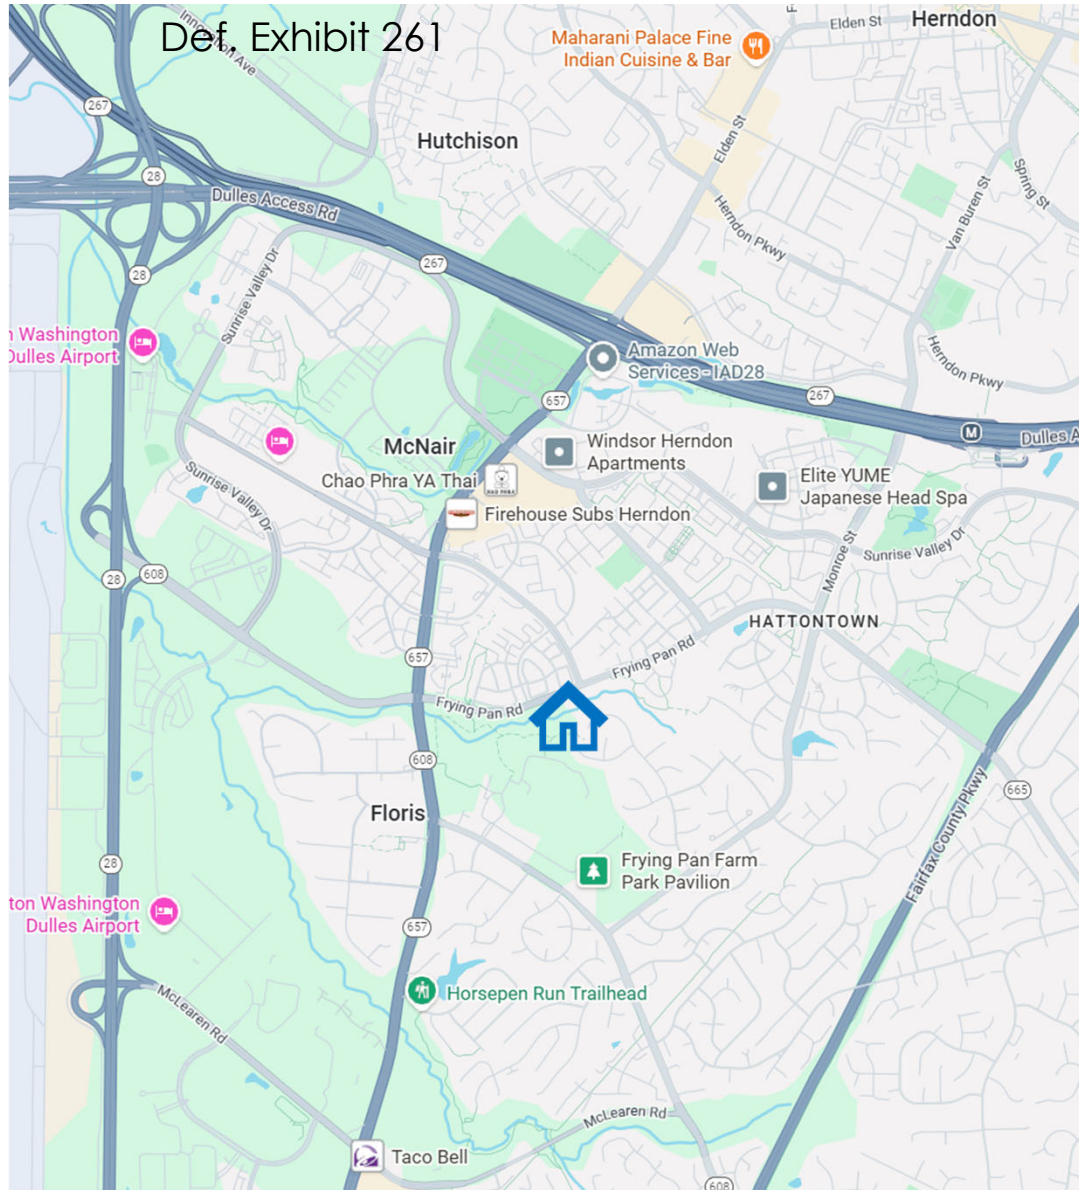 Def. Exhibit 261
Innovation Ave
Elden St
Herndon
Maharani Palace Fine
Indian Cuisine & Bar
267
Hutchison
Elden St
28
Dulles Access Rd
Spring St
Van Buren St
Herndon Pkwy
267
28
Sunrise Valley Dr
Washington
Dulles Airport
Amazon Web
Services - IAD28
Herndon Pkwy
657
267
M
Dulles A
McNair
Windsor Herndon
Apartments
Chao Phra YA Thai
Elite YUME
Japanese Head Spa
Sunrise Valley Dr
Firehouse Subs Herndon
Sunrise Valley Dr
Monroe St
28
608
HATTONTOWN
657
Frying Pan Rd
Frying Pan Rd
608
665
Floris
Fairfax County Pkwy
28
Frying Pan Farm
Park Pavilion
ton Washington
Dulles Airport
657
Horsepen Run Trailhead
McLearen Rd
McLearen Rd
Taco Bell
608